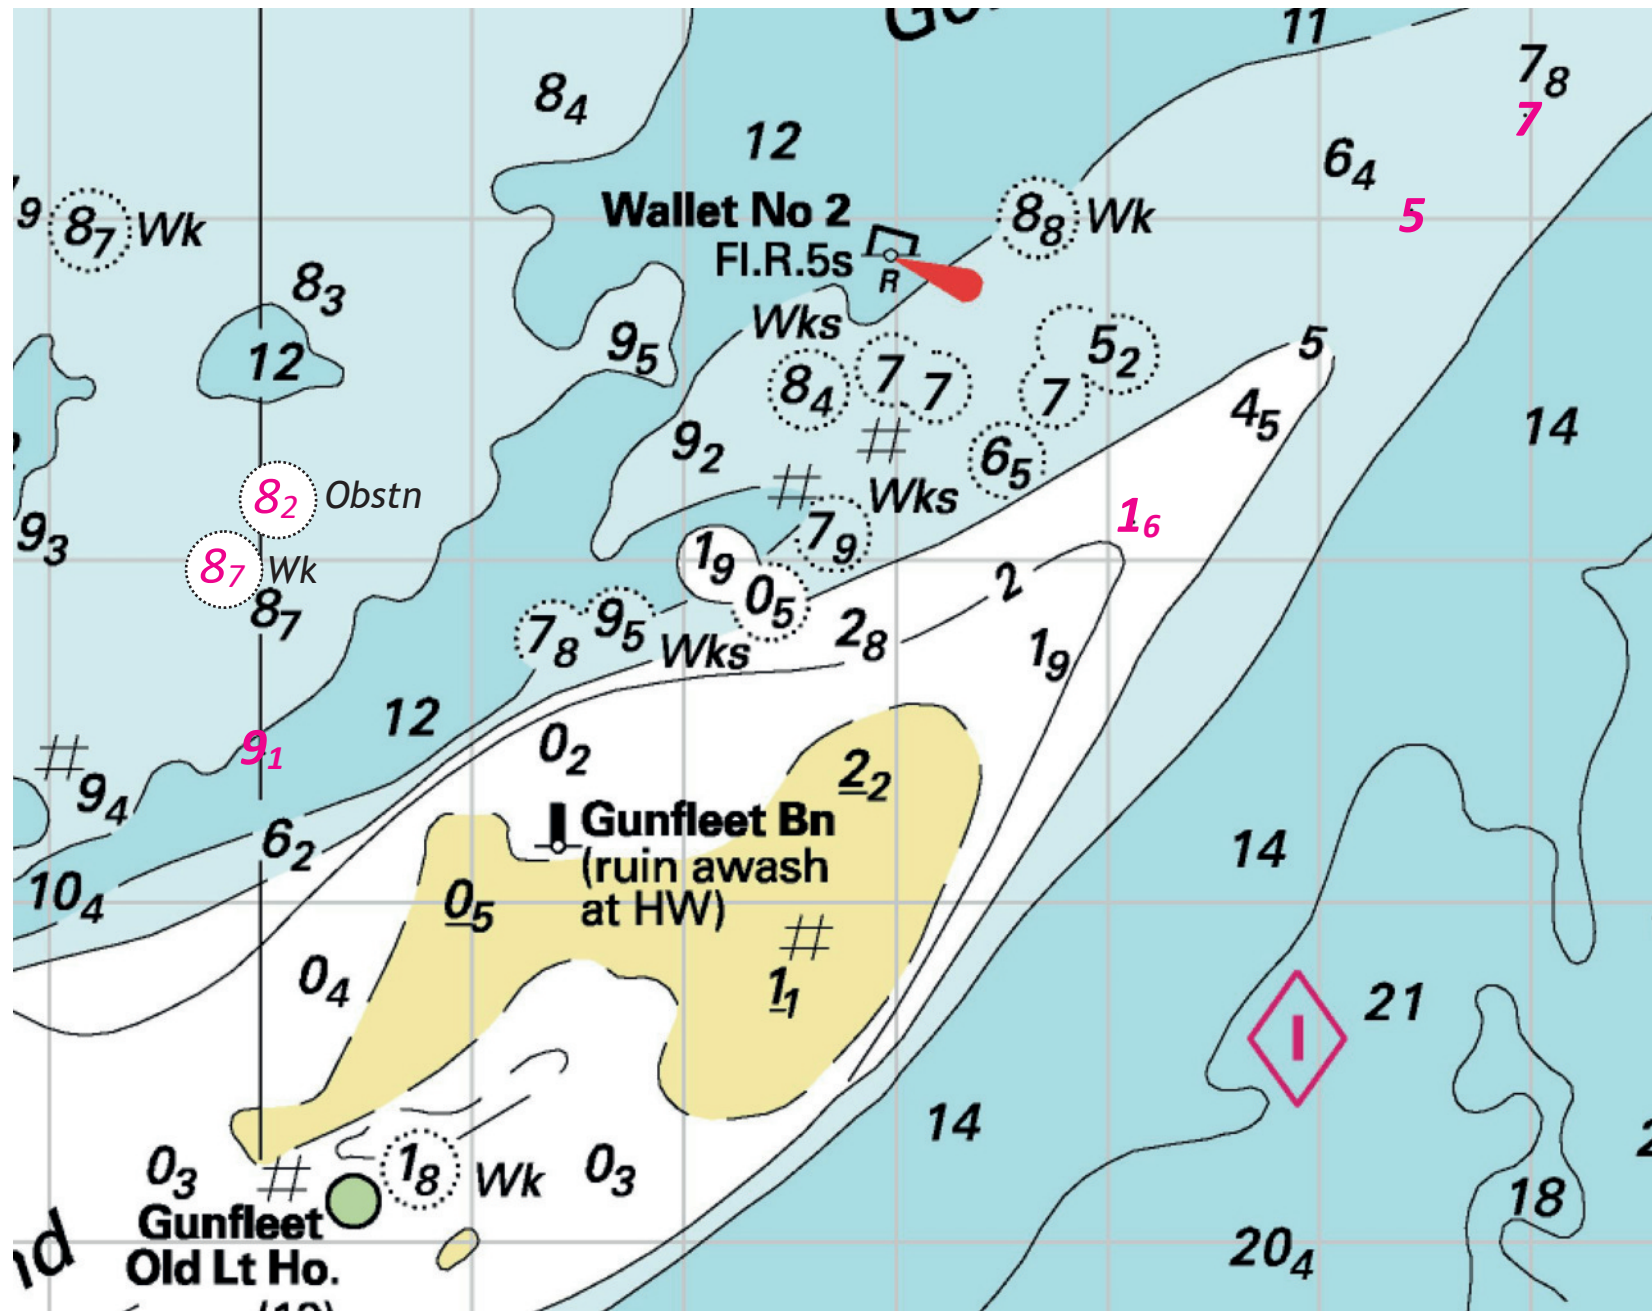 11
7₈
7
8₄
12
6₄
9
8₇ Wk
Wallet No 2
Fl.R.5s
R
8₈ Wk
5
8₃
12
9₅
Wks
8₄
7
7
5₂
7
5
4₅
14
9₂
6₅
8₂ Obstn
Wks
1₆
9₃
7₉
8₇ Wk
1₉
0₅
2
8₇
7₈
9₅
Wks
2₈
1₉
12
9₁
0₂
2₂
9₄
6₂
Gunfleet Bn
(ruin awash
at HW)
14
10₄
0₅
0₄
1₁
21
I
14
0₃
1₈ Wk
0₃
18
Gunfleet
Old Lt Ho.
20₄
nd